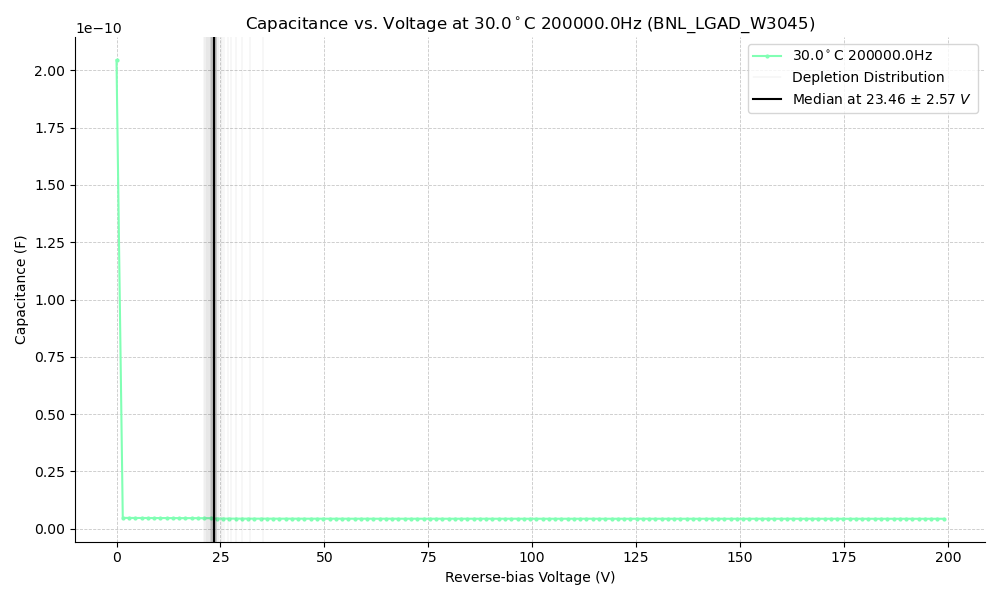 Capacitance vs. Voltage at 30.0°C 200000.0Hz (BNL_LGAD_W3045)
1e−10
30.0°C 200000.0Hz
Depletion Distribution
Median at 23.46 ± 2.57 V
2.00
1.75
1.50
1.25
1.00
0.75
0.50
0.25
0.00
Capacitance (F)
0 25 50 75 100 125 150 175 200
Reverse-bias Voltage (V)